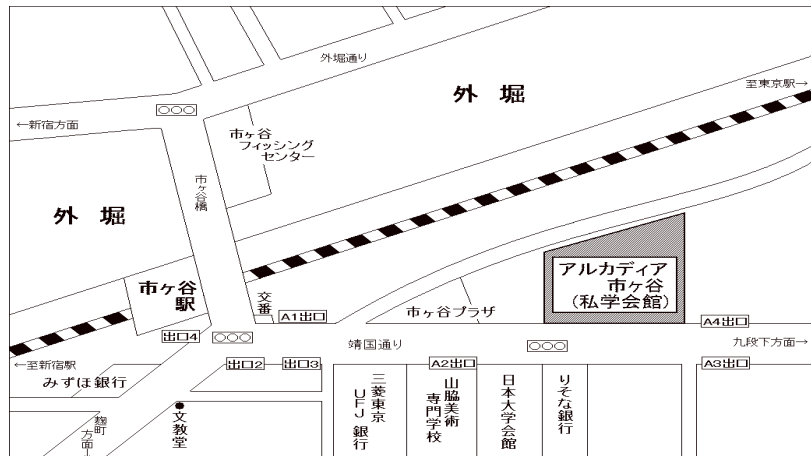 外堀通り
外 堀
至東京駅→
←新宿方面
市ヶ谷
フィッシング
センター
市ヶ谷橋
外 堀
アルカディア
市ヶ谷
(私学会館)
市ヶ谷
駅
交番
A1出口
市ヶ谷プラザ
A4出口
出口4
靖国通り
九段下方面→
←至新宿駅
出口2
出口3
A2出口
A3出口
みずほ銀行
麹町
方面→
文教堂
三菱東京
UFJ 銀行
山脇美術
専門学校
日本大学会館
りそな銀行